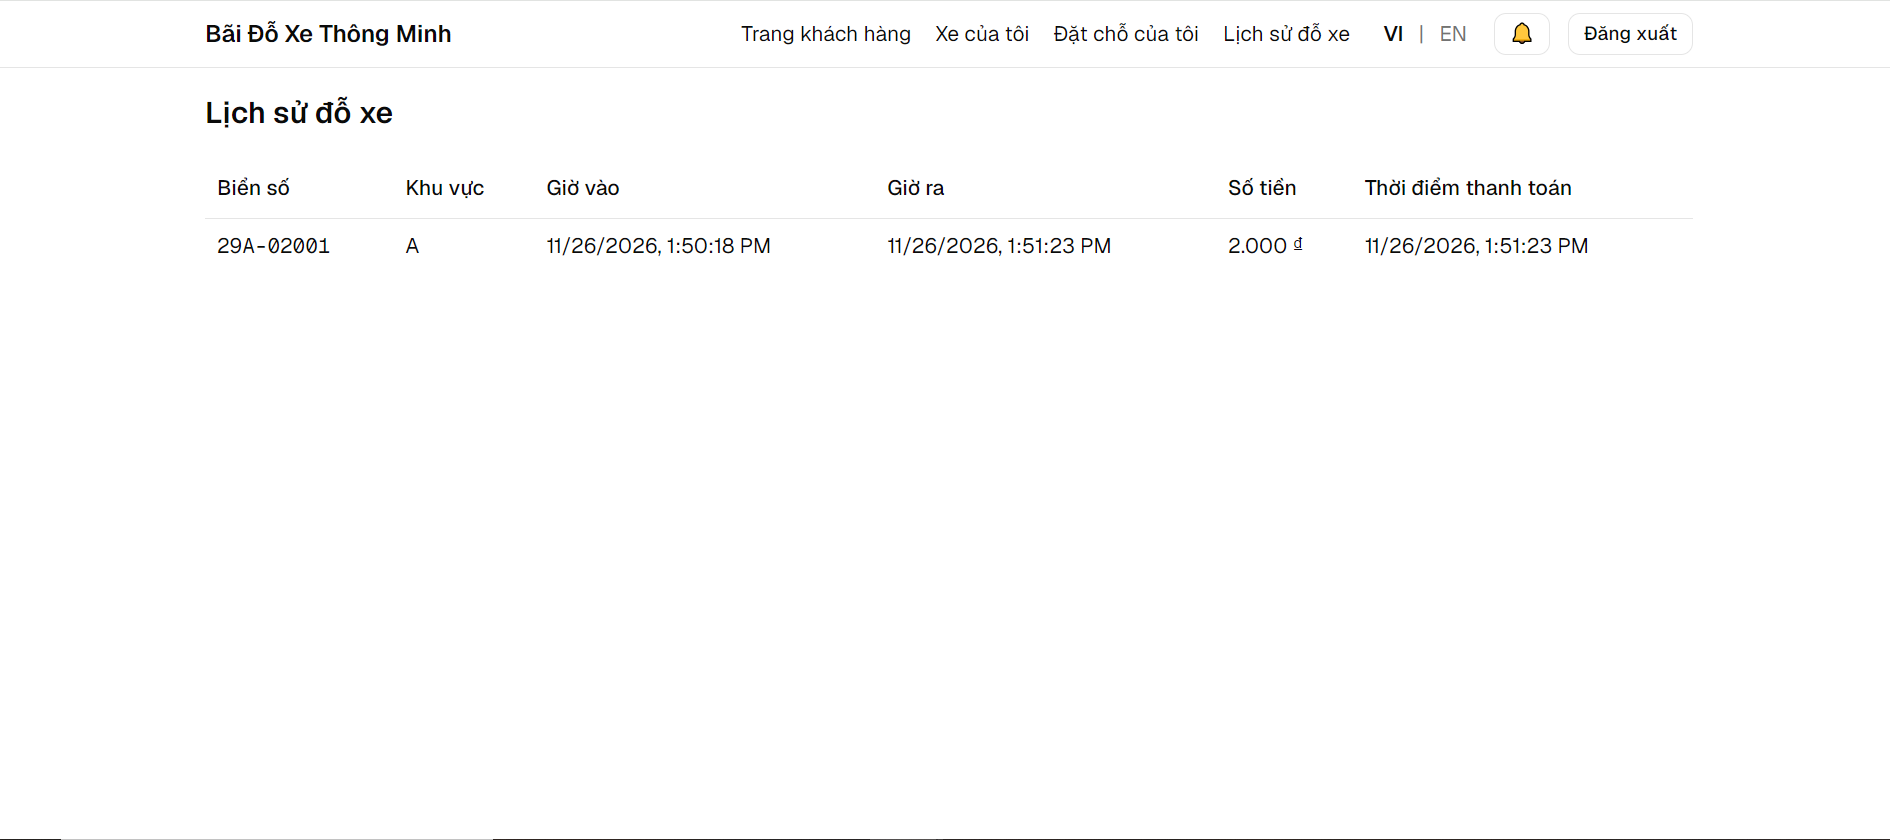 Bãi Đỗ Xe Thông Minh Trang khách hàng Xe của tôi Đặt chỗ của tôi Lịch sử đỗ xe VI | EN Đăng xuất
Lịch sử đỗ xe
Biển số Khu vực Giờ vào Giờ ra Số tiền Thời điểm thanh toán
29A-02001 A 11/26/2026, 1:50:18 PM 11/26/2026, 1:51:23 PM 2.000 ₫ 11/26/2026, 1:51:23 PM